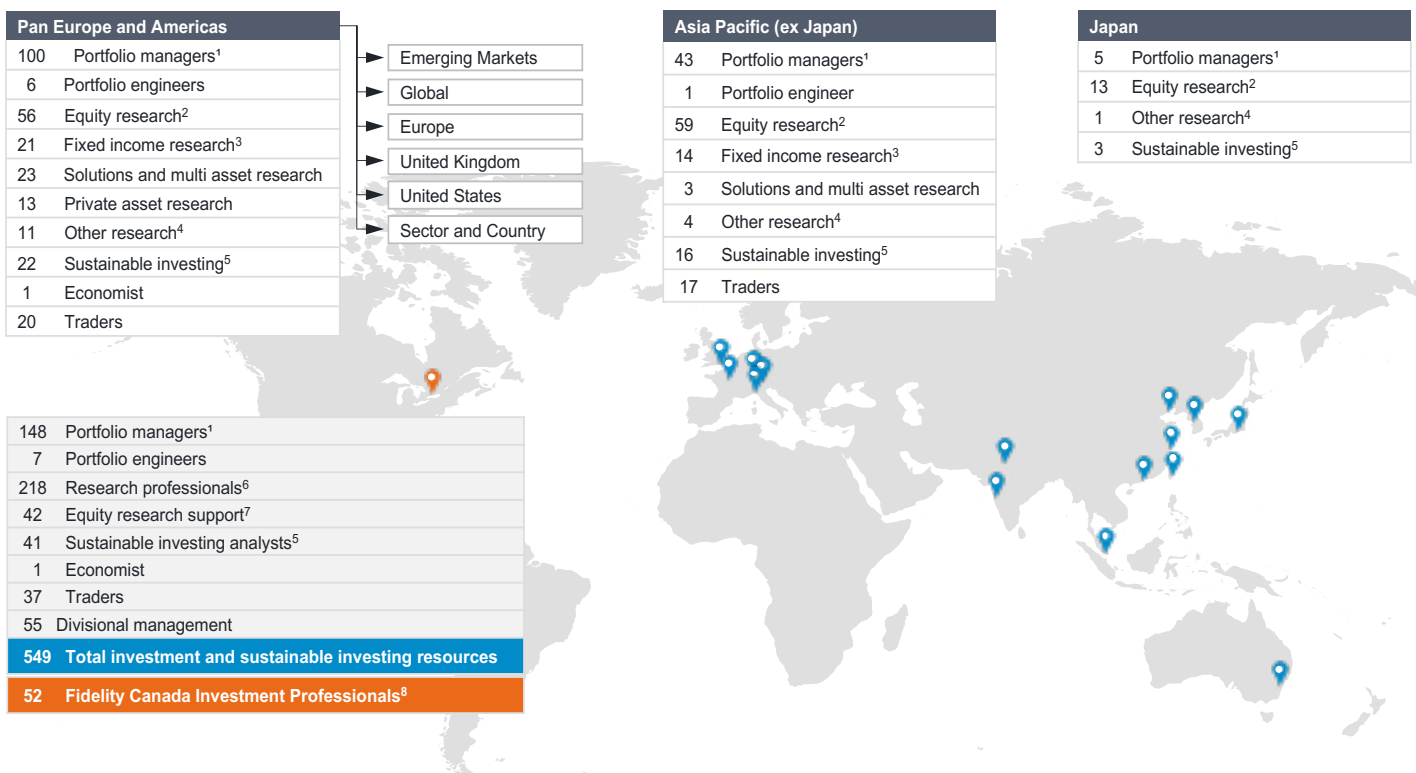 Pan Europe and Americas
100 Portfolio managers¹
6 Portfolio engineers
56 Equity research²
21 Fixed income research³
23 Solutions and multi asset research
13 Private asset research
11 Other research⁴
22 Sustainable investing⁵
1 Economist
20 Traders
Emerging Markets
Global
Europe
United Kingdom
United States
Sector and Country
Asia Pacific (ex Japan)
43 Portfolio managers¹
1 Portfolio engineer
59 Equity research²
14 Fixed income research³
3 Solutions and multi asset research
4 Other research⁴
16 Sustainable investing⁵
17 Traders
Japan
5 Portfolio managers¹
13 Equity research²
1 Other research⁴
3 Sustainable investing⁵
148 Portfolio managers¹
7 Portfolio engineers
218 Research professionals⁶
42 Equity research support⁷
41 Sustainable investing analysts⁵
1 Economist
37 Traders
55 Divisional management
549 Total investment and sustainable investing resources
52 Fidelity Canada Investment Professionals⁸